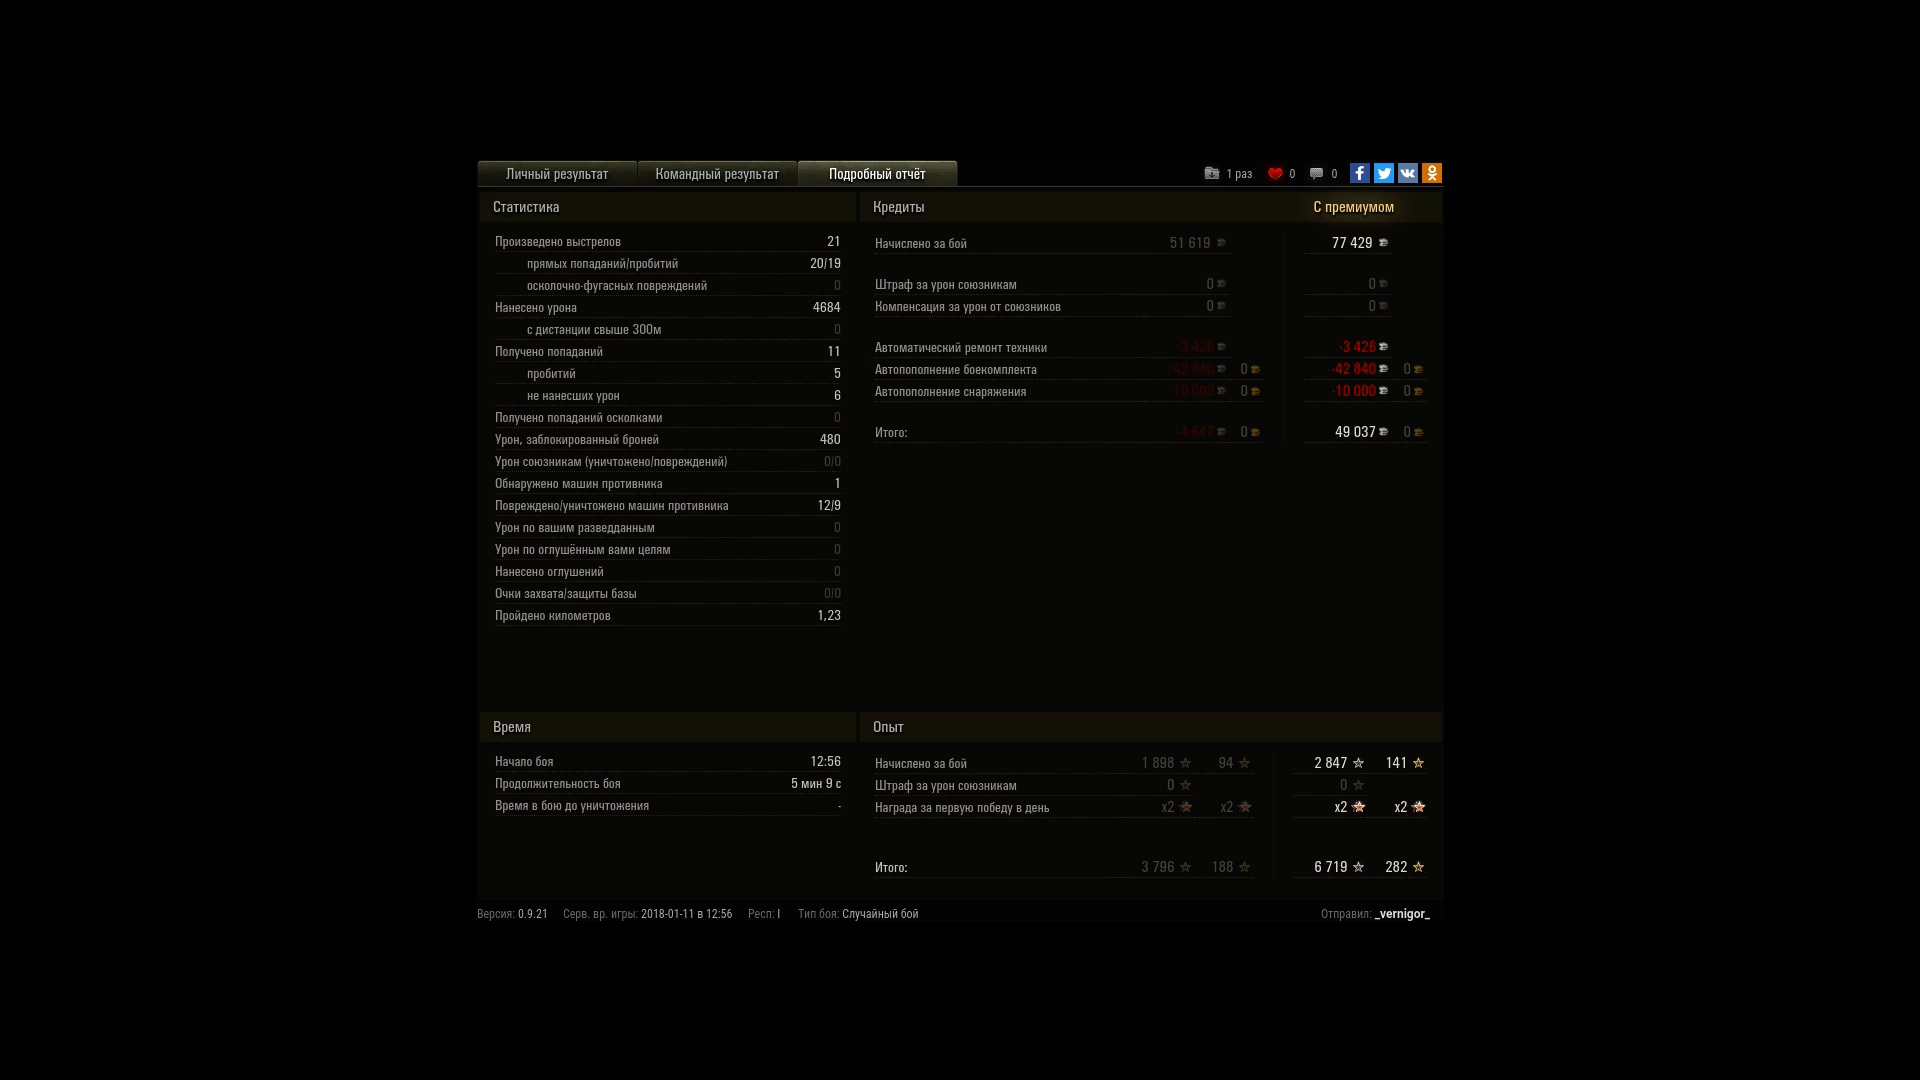 Личный результат Командный результат Подробный отчёт 1 раз 0 0
Статистика
Произведено выстрелов 21
прямых попаданий/пробитий 20/19
осколочно-фугасных повреждений 0
Нанесено урона 4684
с дистанции свыше 300м 0
Получено попаданий 11
пробитий 5
не нанесших урон 6
Получено попаданий осколками 0
Урон, заблокированный броней 480
Урон союзникам (уничтожено/повреждений) 0/0
Обнаружено машин противника 1
Повреждено/уничтожено машин противника 12/9
Урон по вашим разведданным 0
Урон по оглушённым вами целям 0
Нанесено оглушений 0
Очки захвата/защиты базы 0/0
Пройдено километров 1,23
Кредиты С премиумом
Начислено за бой 51 619 77 429
Штраф за урон союзникам 0 0
Компенсация за урон от союзников 0 0
Автоматический ремонт техники -3 426 -3 426
Автопополнение боекомплекта -42 840 0 -42 840 0
Автопополнение снаряжения -10 000 0 -10 000 0
Итого: -4 647 0 49 037 0
Время
Начало боя 12:56
Продолжительность боя 5 мин 9 с
Время в бою до уничтожения -
Опыт
Начислено за бой 1 898 94 2 847 141
Штраф за урон союзникам 0 0
Награда за первую победу в день x2 x2 x2 x2
Итого: 3 796 188 6 719 282
Версия: 0.9.21 Серв. вр. игры: 2018-01-11 в 12:56 Респ: I Тип боя: Случайный бой Отправил: _vernigor_